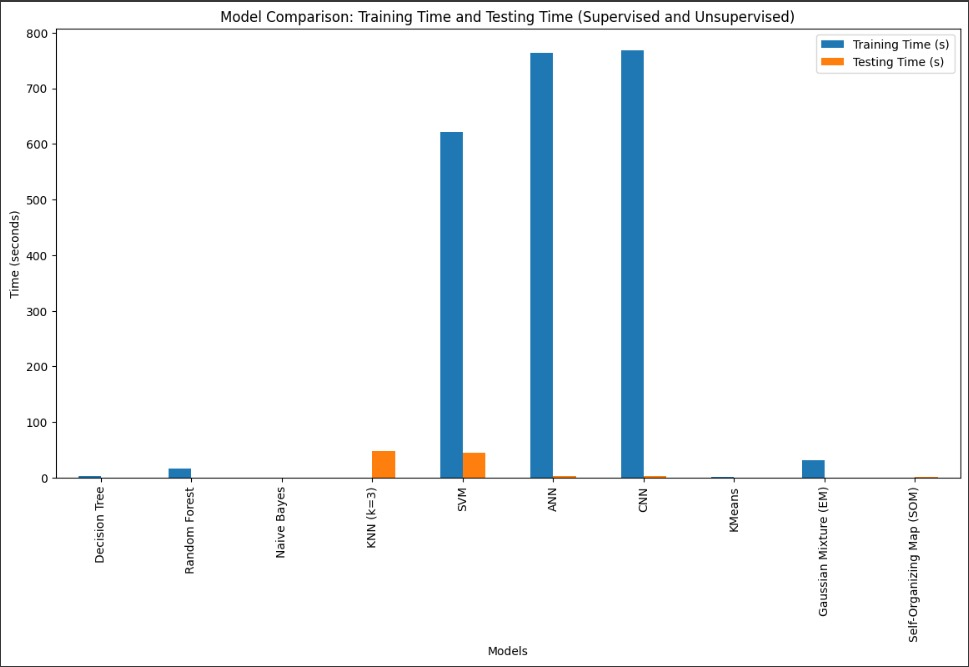 Model Comparison: Training Time and Testing Time (Supervised and Unsupervised)
Training Time (s)
Testing Time (s)
Time (seconds)
800
700
600
500
400
300
200
100
0
Decision Tree
Random Forest
Naive Bayes
KNN (k=3)
SVM
ANN
CNN
KMeans
Gaussian Mixture (EM)
Self-Organizing Map (SOM)
Models